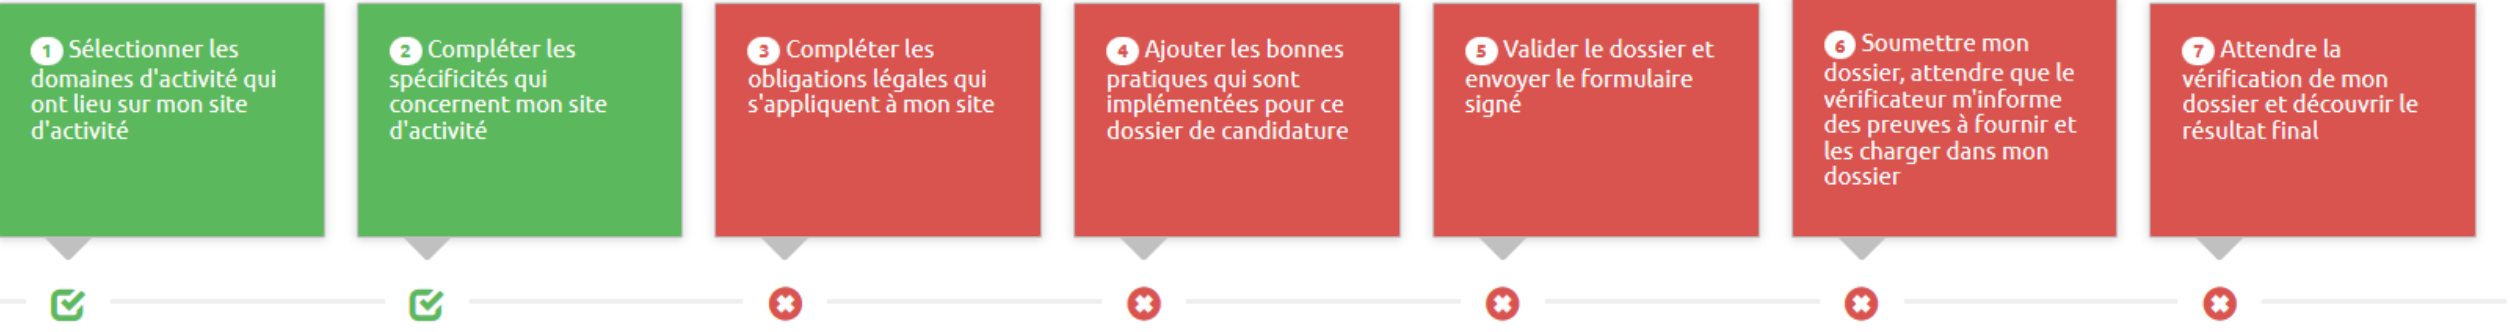 1 Sélectionner les
domaines d'activité qui
ont lieu sur mon site
d'activité
2 Compléter les
spécificités qui
concernent mon site
d'activité
3 Compléter les
obligations légales qui
s'appliquent à mon site
4 Ajouter les bonnes
pratiques qui sont
implémentées pour ce
dossier de candidature
5 Valider le dossier et
envoyer le formulaire
signé
6 Soumettre mon
dossier, attendre que le
vérificateur m'informe
des preuves à fournir et
les charger dans mon
dossier
7 Attendre la
vérification de mon
dossier et découvrir le
résultat final